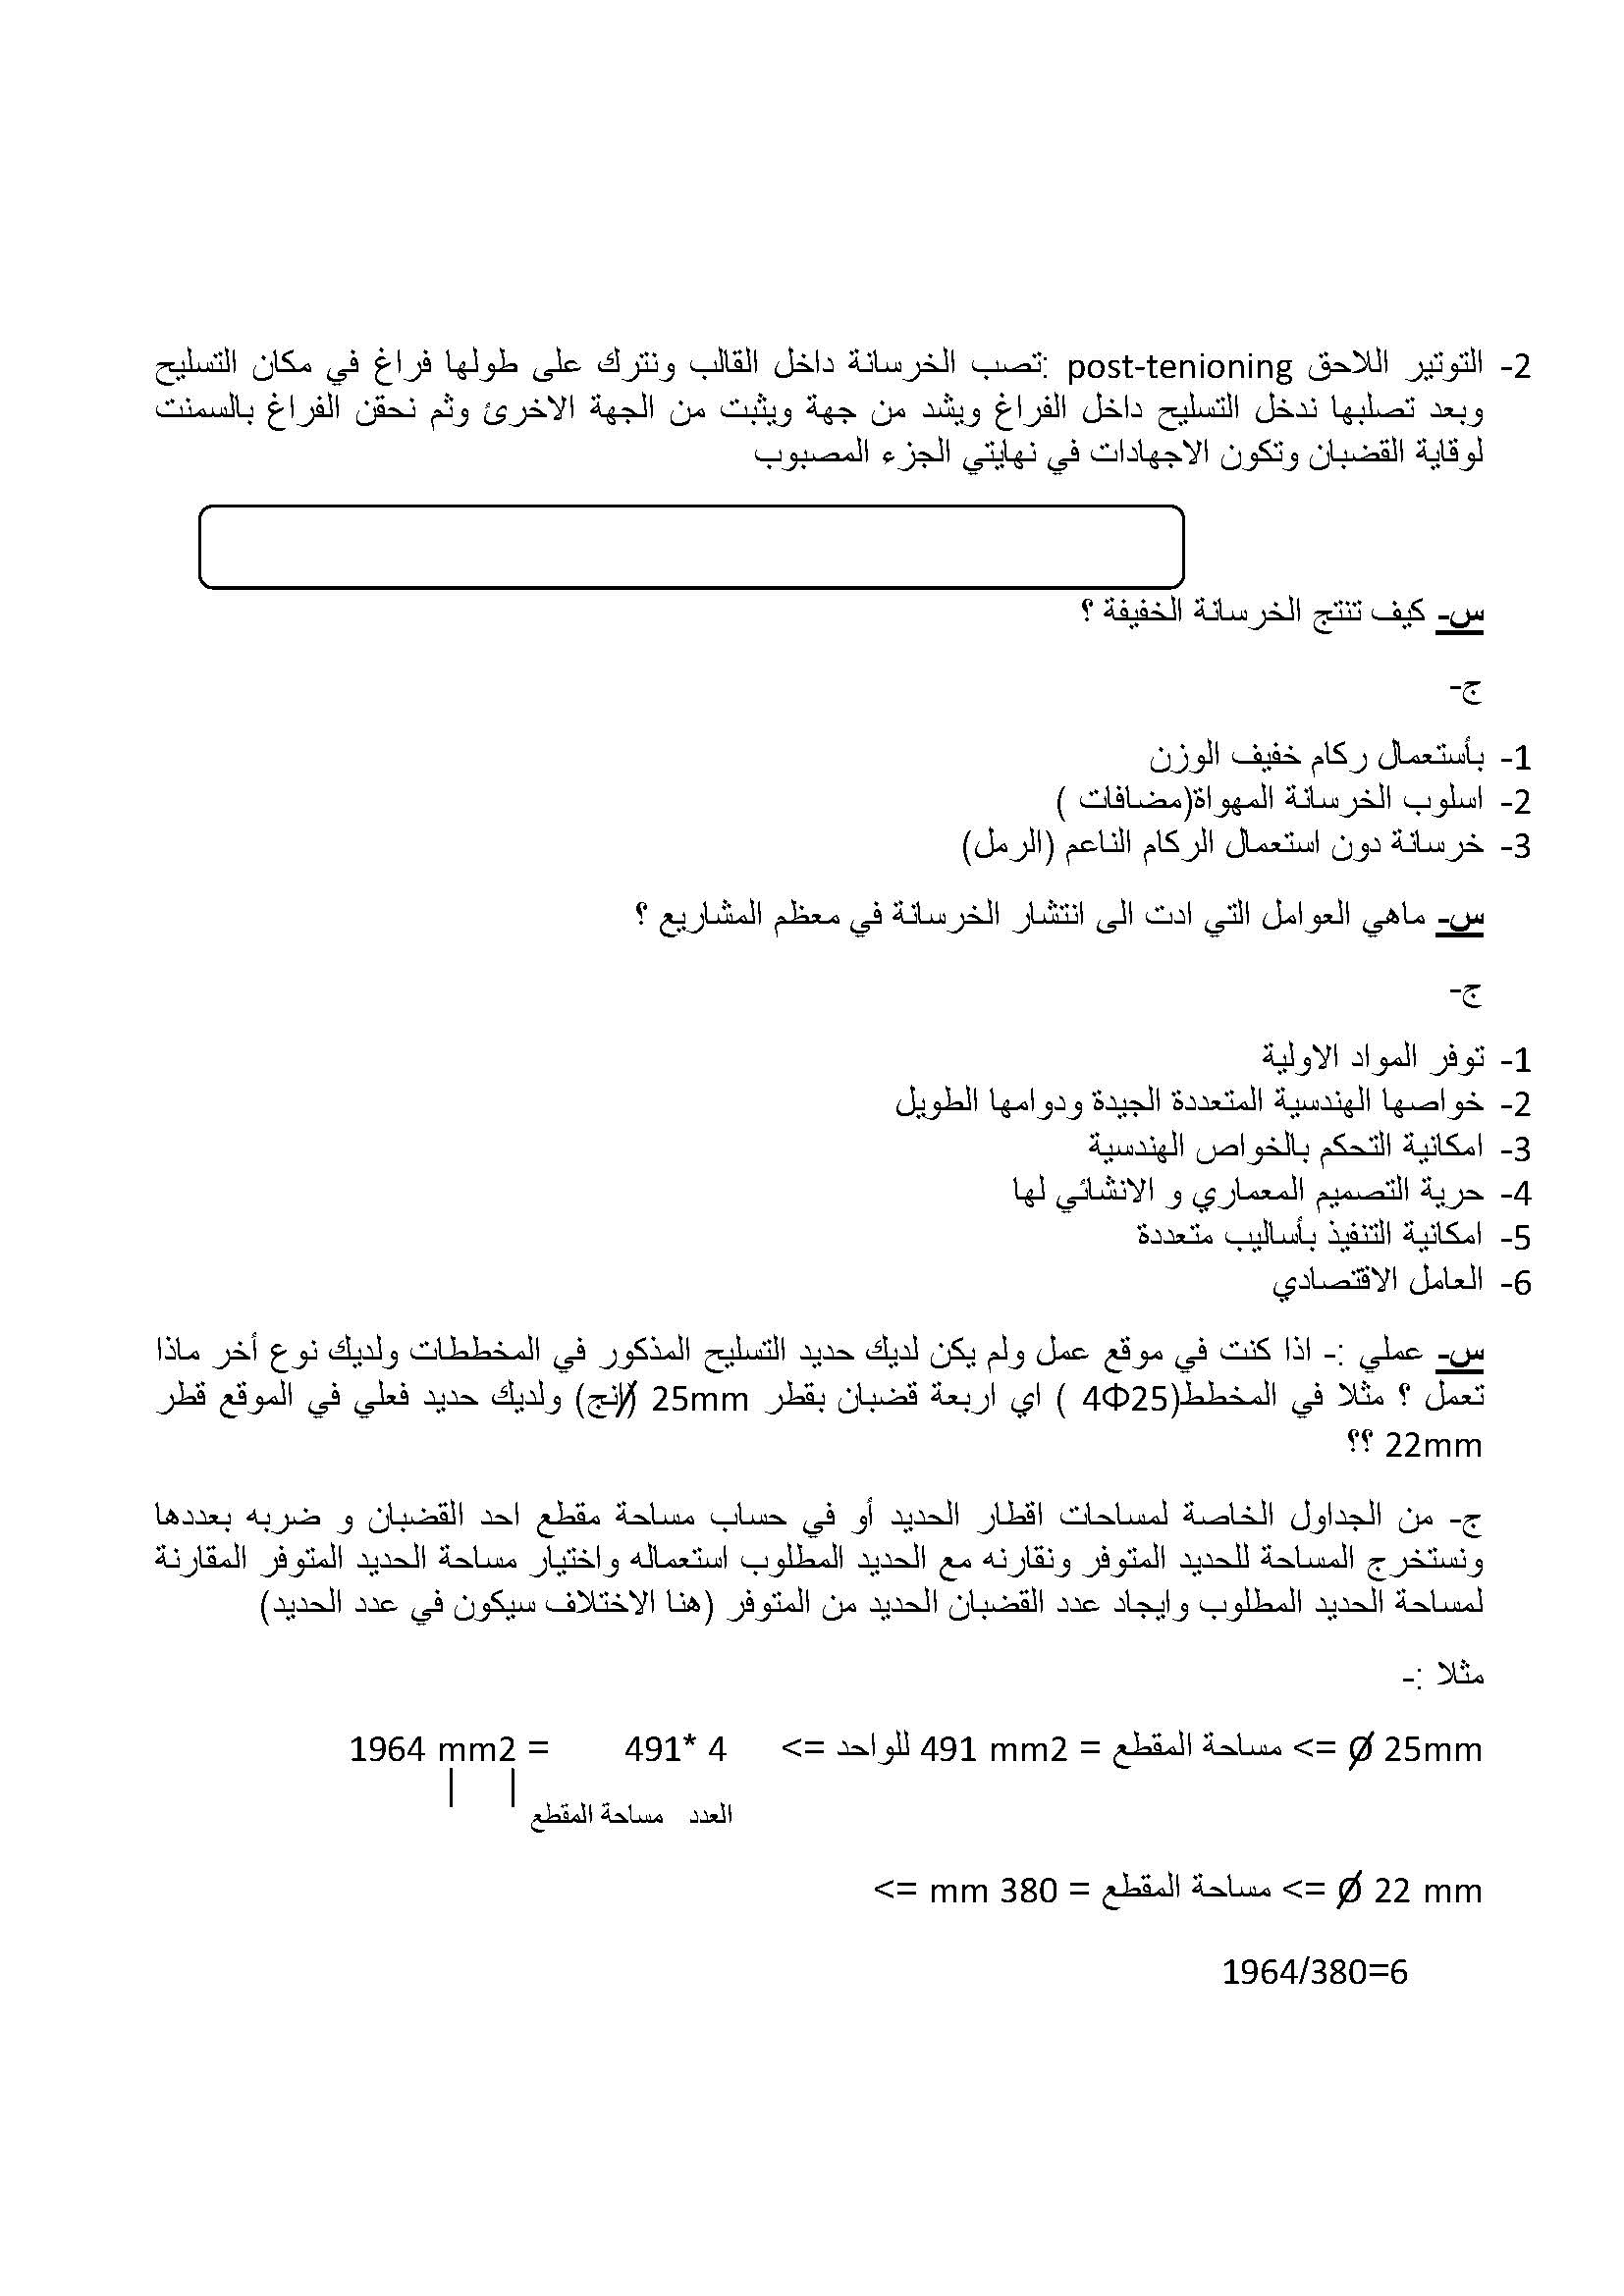 2- التوتير اللاحق post-tenioning :تصب الخرسانة داخل القالب ونترك على طولها فراغ في مكان التسليح
وبعد تصلبها ندخل التسليح داخل الفراغ ويشد من جهة ويثبت من الجهة الاخرئ وثم نحقن الفراغ بالسمنت
لوقاية القضبان وتكون الاجهادات في نهايتي الجزء المصبوب
س- كيف تنتج الخرسانة الخفيفة ؟
ج-
1- بأستعمال ركام خفيف الوزن
2- اسلوب الخرسانة المهواة(مضافات )
3- خرسانة دون استعمال الركام الناعم (الرمل)
س- ماهي العوامل التي ادت الى انتشار الخرسانة في معظم المشاريع ؟
ج-
1- توفر المواد الاولية
2- خواصها الهندسية المتعددة الجيدة ودوامها الطويل
3- امكانية التحكم بالخواص الهندسية
4- حرية التصميم المعماري و الانشائي لها
5- امكانية التنفيذ بأساليب متعددة
6- العامل الاقتصادي
س- عملي :- اذا كنت في موقع عمل ولم يكن لديك حديد التسليح المذكور في المخططات ولديك نوع أخر ماذا
تعمل ؟ مثلا في المخطط(4Φ25 ) اي اربعة قضبان بقطر 25mm (انج) ولديك حديد فعلي في الموقع قطر
22mm ؟؟
ج- من الجداول الخاصة لمساحات اقطار الحديد أو في حساب مساحة مقطع احد القضبان و ضربه بعددها
ونستخرج المساحة للحديد المتوفر ونقارنه مع الحديد المطلوب استعماله واختيار مساحة الحديد المتوفر المقارنة
لمساحة الحديد المطلوب وايجاد عدد القضبان الحديد من المتوفر (هنا الاختلاف سيكون في عدد الحديد)
مثلا :-
Ø 25mm => مساحة المقطع = 491 mm2 للواحد => 491* 4 = 1964 mm2
العدد مساحة المقطع
Ø 22 mm => مساحة المقطع = 380 mm =>
1964/380=6